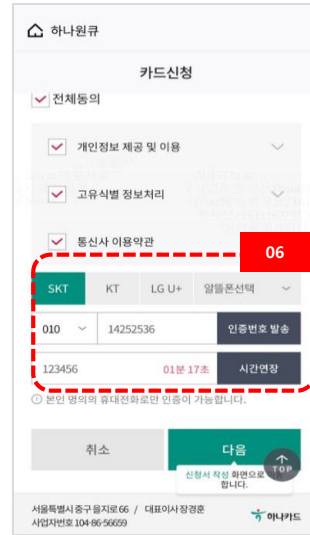 하나원큐
카드신청
전체동의
개인정보 제공 및 이용
고유식별 정보처리
통신사 이용약관
06
SKT KT LG U+ 알뜰폰선택
010 14252536 인증번호 발송
123456 01분 17초 시간연장
본인 명의의 휴대전화로만 인증이 가능합니다.
취소 다음
TOP
신청서 작성 화면으로
합니다.
서울특별시 중구 을지로 66 / 대표이사 장경훈
사업자번호 104-86-56659
하나카드